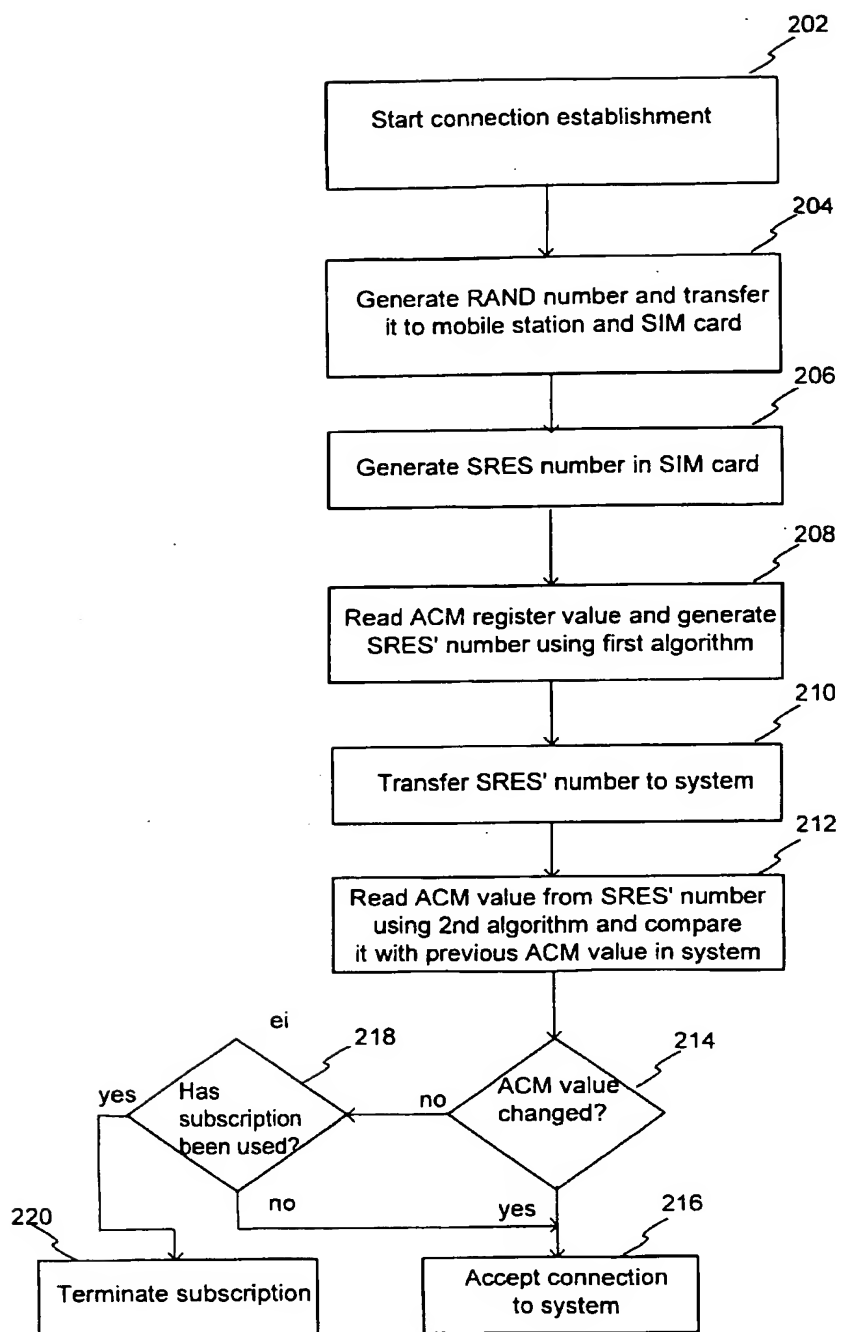 202
Start connection establishment
204
Generate RAND number and transfer
it to mobile station and SIM card
206
Generate SRES number in SIM card
208
Read ACM register value and generate
SRES' number using first algorithm
210
Transfer SRES' number to system
212
Read ACM value from SRES' number
using 2nd algorithm and compare
it with previous ACM value in system
ei
218
214
yes
Has
subscription
been used?
no
ACM value
changed?
no
yes
220
216
Terminate subscription
Accept connection
to system